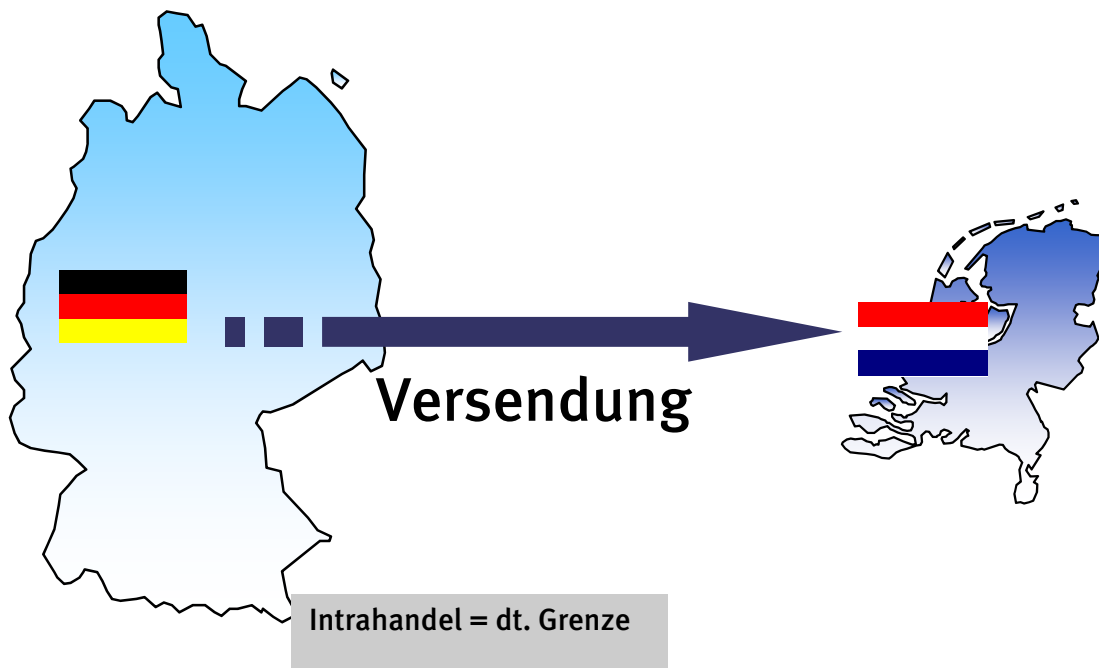 Versendung
Intrahandel = dt. Grenze